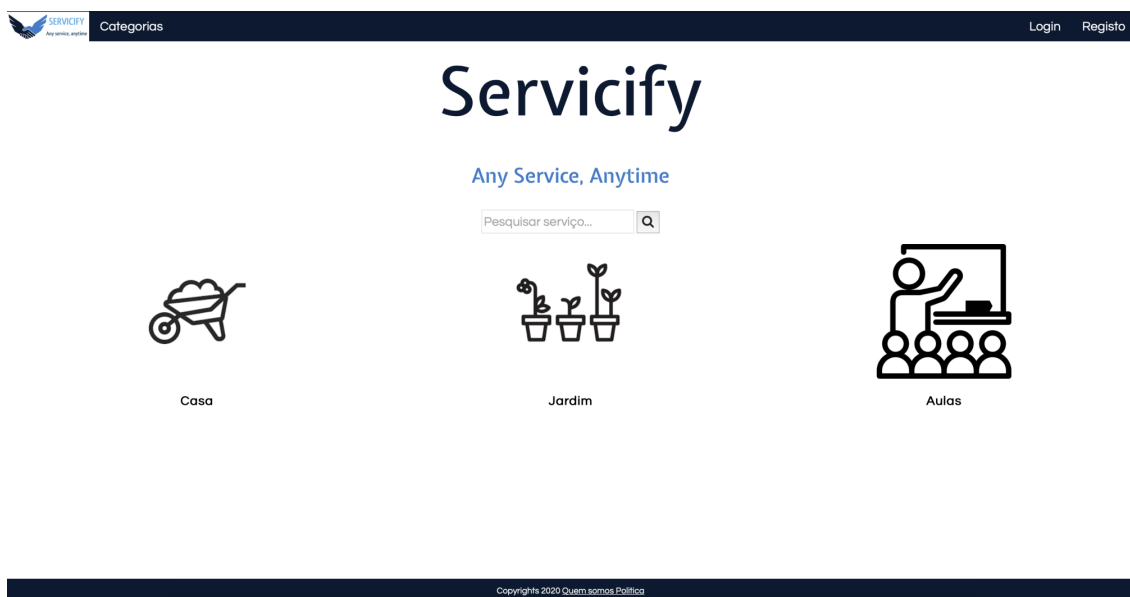 SERVICIFY
Any service, anytime
Categorias
Login
Registo
Servicify
Any Service, Anytime
Pesquisar serviço...
Casa
Jardim
Aulas
Copyrights 2020 Quem somos Politica